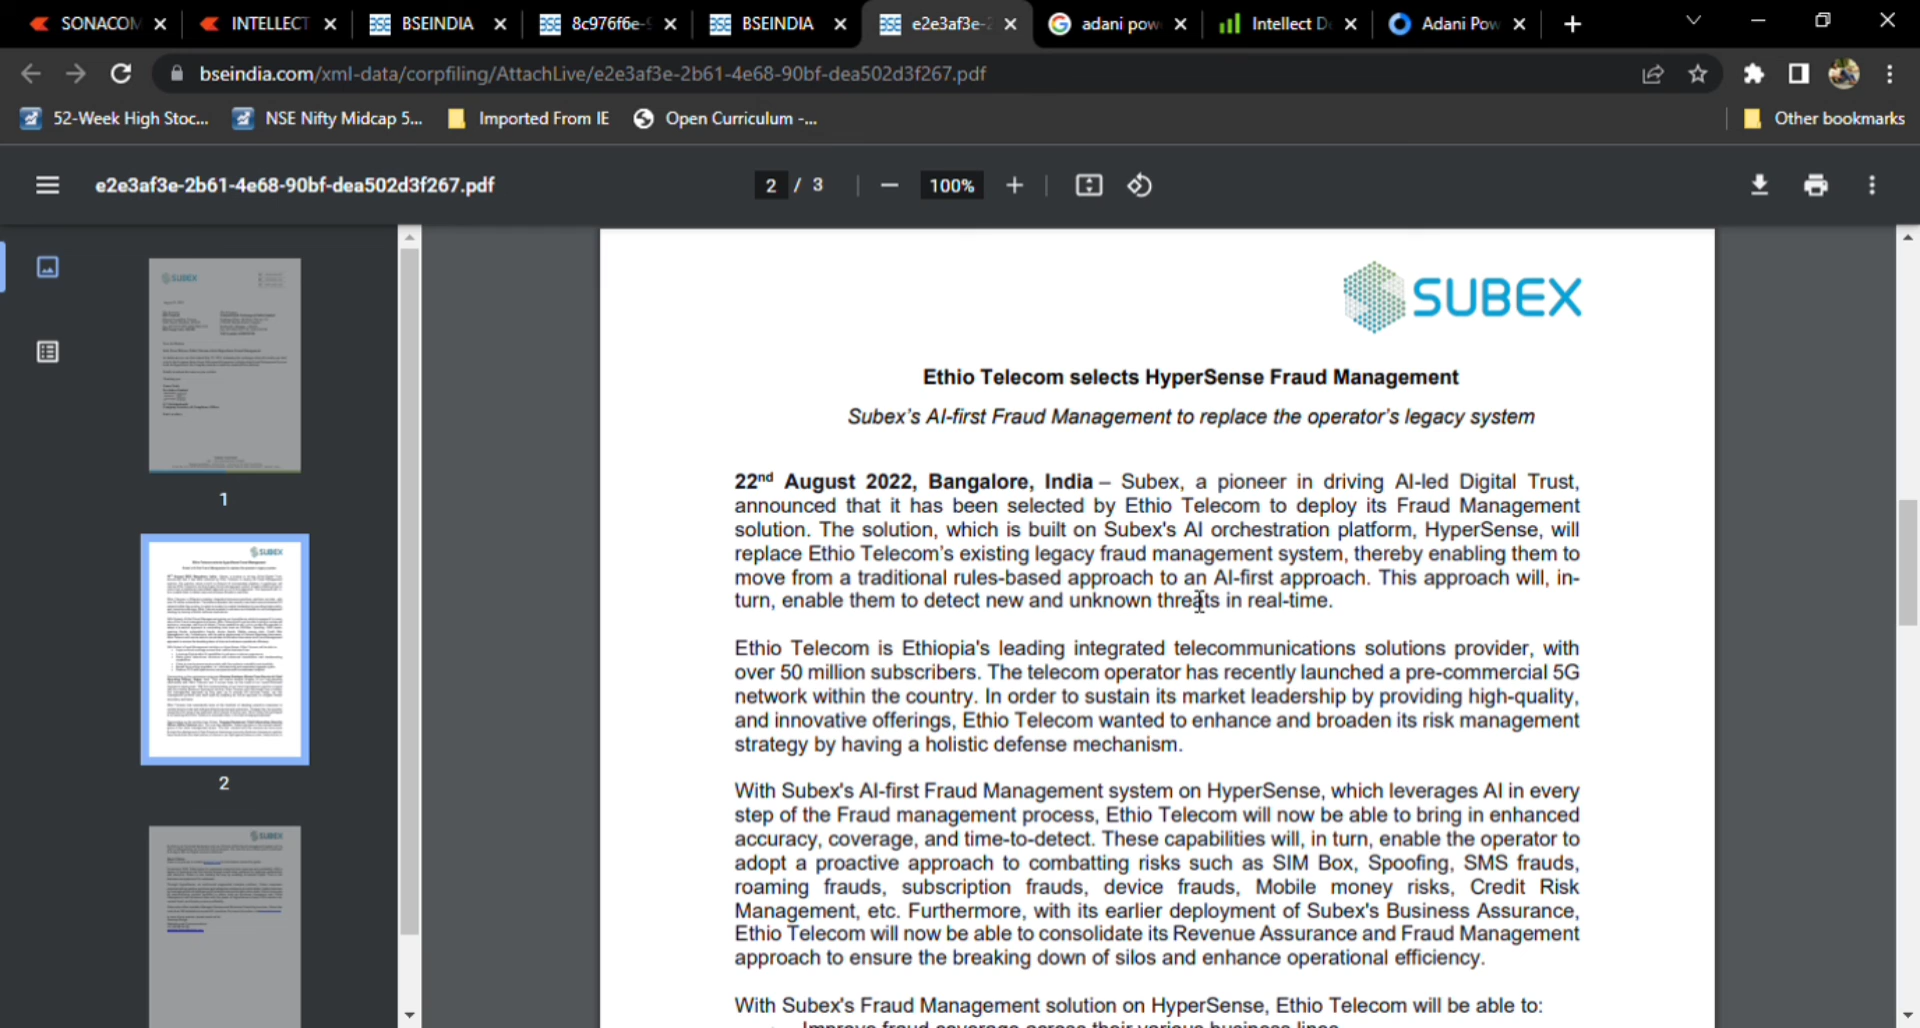 SONACOM
INTELLECT
BSEINDIA
8c976f6e-
BSEINDIA
e2e3af3e-2
adani pow
Intellect De
Adani Pow
bseindia.com/xml-data/corpfiling/AttachLive/e2e3af3e-2b61-4e68-90bf-dea502d3f267.pdf
52-Week High Stoc...
NSE Nifty Midcap 5...
Imported From IE
Open Curriculum -...
Other bookmarks
e2e3af3e-2b61-4e68-90bf-dea502d3f267.pdf
2 / 3
100%
1
2
SUBEX
Ethio Telecom selects HyperSense Fraud Management
Subex's AI-first Fraud Management to replace the operator's legacy system
22nd August 2022, Bangalore, India – Subex, a pioneer in driving AI-led Digital Trust,
announced that it has been selected by Ethio Telecom to deploy its Fraud Management
solution. The solution, which is built on Subex's AI orchestration platform, HyperSense, will
replace Ethio Telecom's existing legacy fraud management system, thereby enabling them to
move from a traditional rules-based approach to an AI-first approach. This approach will, in-
turn, enable them to detect new and unknown threats in real-time.
Ethio Telecom is Ethiopia's leading integrated telecommunications solutions provider, with
over 50 million subscribers. The telecom operator has recently launched a pre-commercial 5G
network within the country. In order to sustain its market leadership by providing high-quality,
and innovative offerings, Ethio Telecom wanted to enhance and broaden its risk management
strategy by having a holistic defense mechanism.
With Subex's AI-first Fraud Management system on HyperSense, which leverages AI in every
step of the Fraud management process, Ethio Telecom will now be able to bring in enhanced
accuracy, coverage, and time-to-detect. These capabilities will, in turn, enable the operator to
adopt a proactive approach to combatting risks such as SIM Box, Spoofing, SMS frauds,
roaming frauds, subscription frauds, device frauds, Mobile money risks, Credit Risk
Management, etc. Furthermore, with its earlier deployment of Subex's Business Assurance,
Ethio Telecom will now be able to consolidate its Revenue Assurance and Fraud Management
approach to ensure the breaking down of silos and enhance operational efficiency.
With Subex's Fraud Management solution on HyperSense, Ethio Telecom will be able to:
Improve fraud coverage across their various business lines